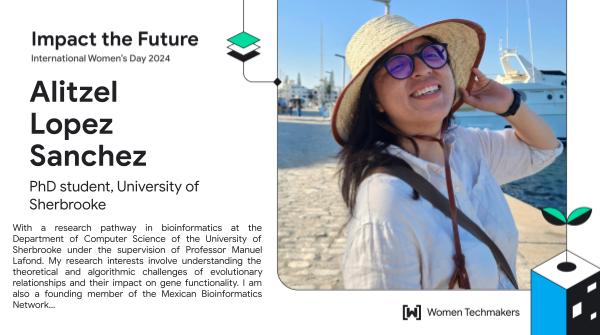 Impact the Future
International Women's Day 2024
Alitzel
Lopez
Sanchez
PhD student, University of
Sherbrooke
With a research pathway in bioinformatics at the
Department of Computer Science of the University of
Sherbrooke under the supervision of Professor Manuel
Lafond. My research interests involve understanding the
theoretical and algorithmic challenges of evolutionary
relationships and their impact on gene functionality. I am
also a founding member of the Mexican Bioinformatics
Network...
Women Techmakers